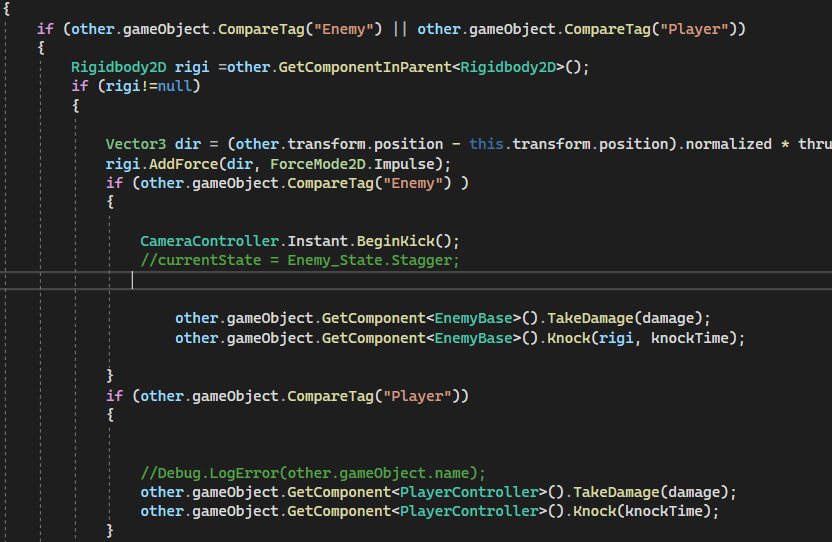 {
if (other.gameObject.CompareTag("Enemy") || other.gameObject.CompareTag("Player"))
{
Rigidbody2D rigi =other.GetComponentInParent<Rigidbody2D>();
if (rigi!=null)
{
Vector3 dir = (other.transform.position - this.transform.position).normalized * thru
rigi.AddForce(dir, ForceMode2D.Impulse);
if (other.gameObject.CompareTag("Enemy") )
{
CameraController.Instant.BeginKick();
//currentState = Enemy_State.Stagger;
other.gameObject.GetComponent<EnemyBase>().TakeDamage(damage);
other.gameObject.GetComponent<EnemyBase>().Knock(rigi, knockTime);
}
if (other.gameObject.CompareTag("Player"))
{
//Debug.LogError(other.gameObject.name);
other.gameObject.GetComponent<PlayerController>().TakeDamage(damage);
other.gameObject.GetComponent<PlayerController>().Knock(knockTime);
}